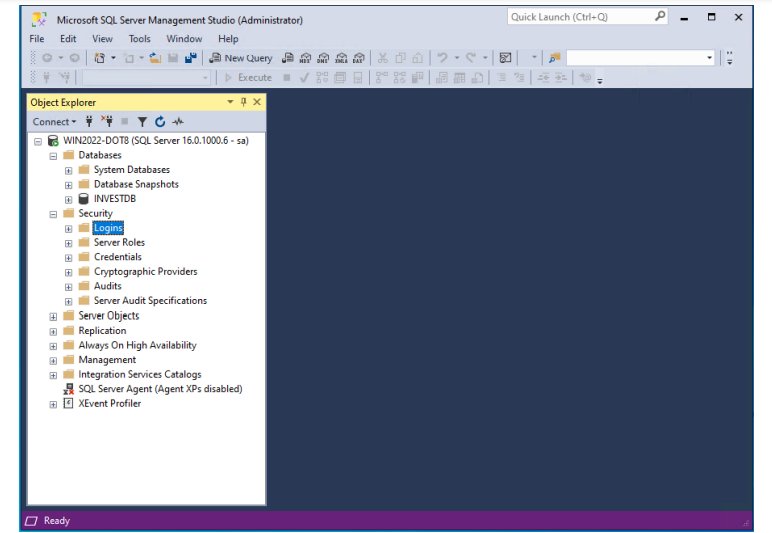 Microsoft SQL Server Management Studio (Administrator)
Quick Launch (Ctrl+Q)
File Edit View Tools Window Help
New Query
Execute
Object Explorer
Connect
WIN2022-DOT8 (SQL Server 16.0.1000.6 - sa)
Databases
System Databases
Database Snapshots
INVESTDB
Security
Logins
Server Roles
Credentials
Cryptographic Providers
Audits
Server Audit Specifications
Server Objects
Replication
Always On High Availability
Management
Integration Services Catalogs
SQL Server Agent (Agent XPs disabled)
XEvent Profiler
Ready